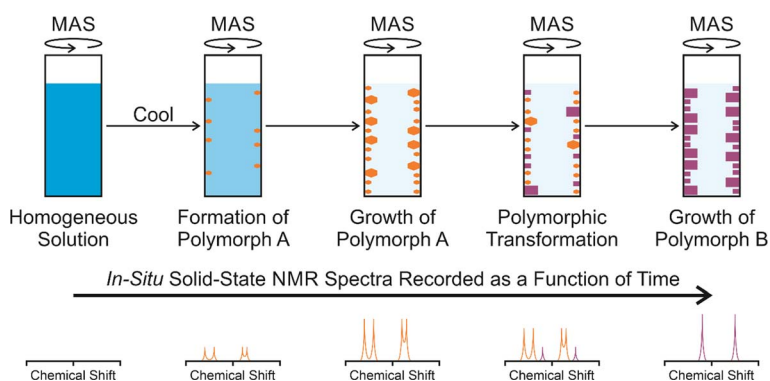 MAS
MAS
MAS
MAS
MAS
Cool
Homogeneous
Solution
Formation of
Polymorph A
Growth of
Polymorph A
Polymorphic
Transformation
Growth of
Polymorph B
In-Situ Solid-State NMR Spectra Recorded as a Function of Time
Chemical Shift
Chemical Shift
Chemical Shift
Chemical Shift
Chemical Shift